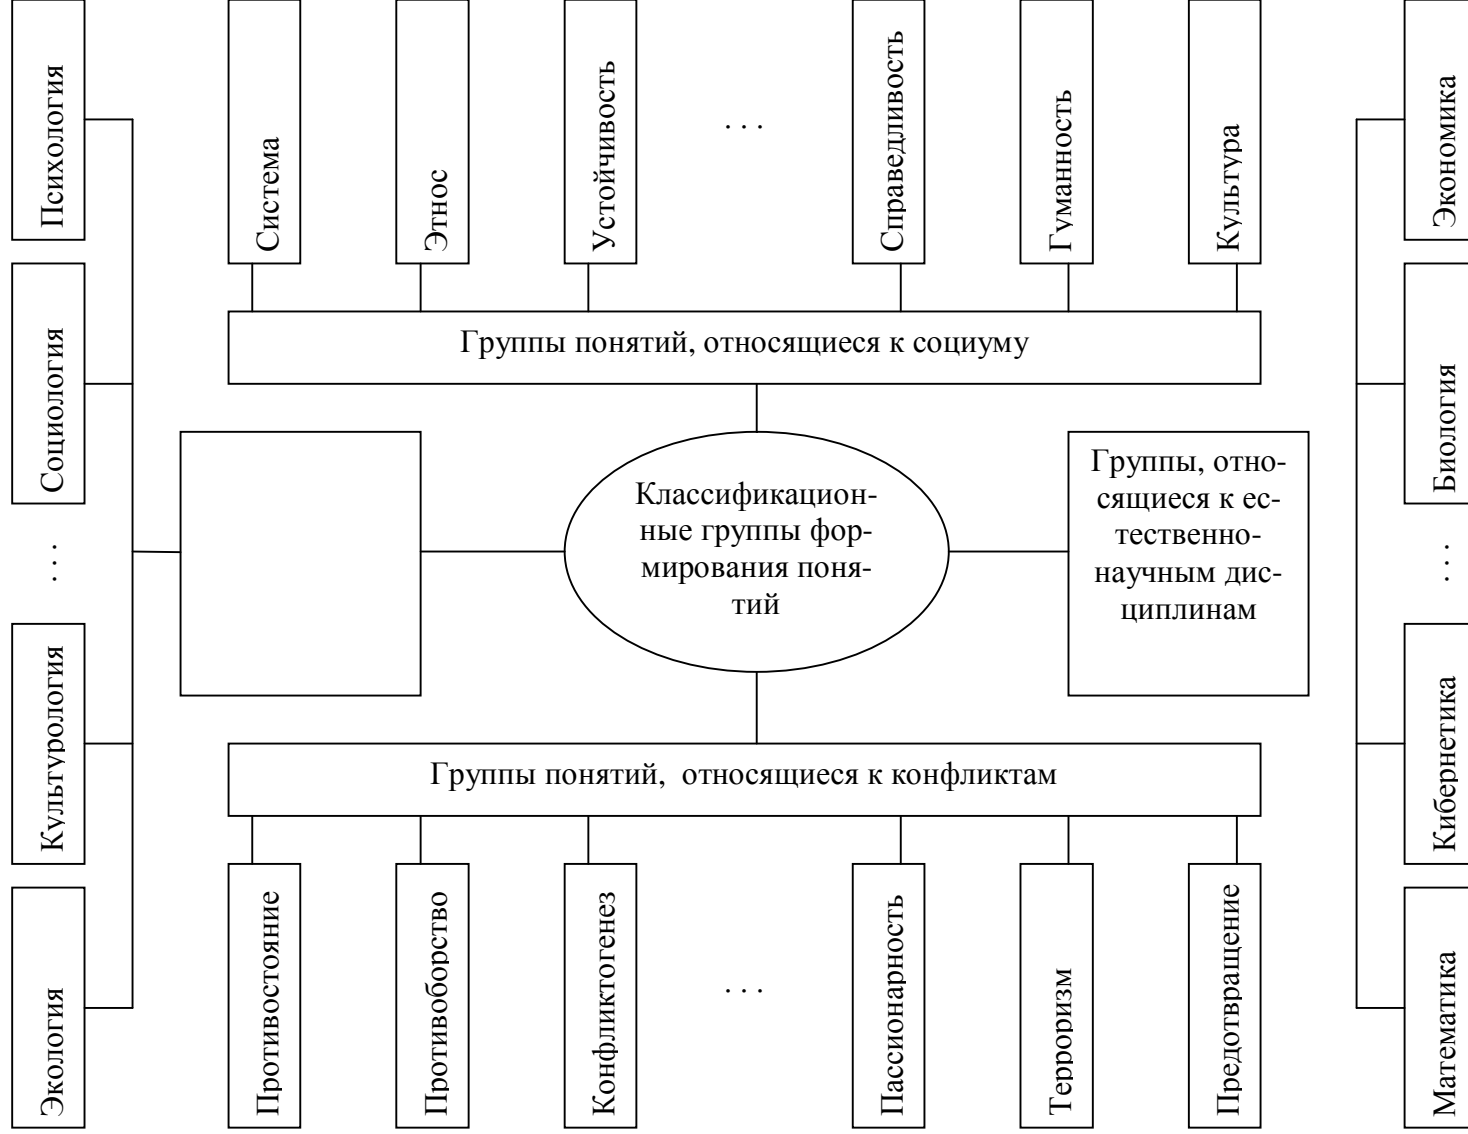 Психология
Социология
. . .
Культурология
Экология
Система
Этнос
Устойчивость
. . .
Справедливость
Гуманность
Культура
Группы понятий, относящиеся к социуму
Классификацион-
ные группы фор-
мирования поня-
тий
Группы, отно-
сящиеся к ес-
тественно-
научным дис-
циплинам
Группы понятий,  относящиеся к конфликтам
Противостояние
Противоборство
Конфликтогенез
. . .
Пассионарность
Терроризм
Предотвращение
Экономика
Биология
. . .
Кибернетика
Математика